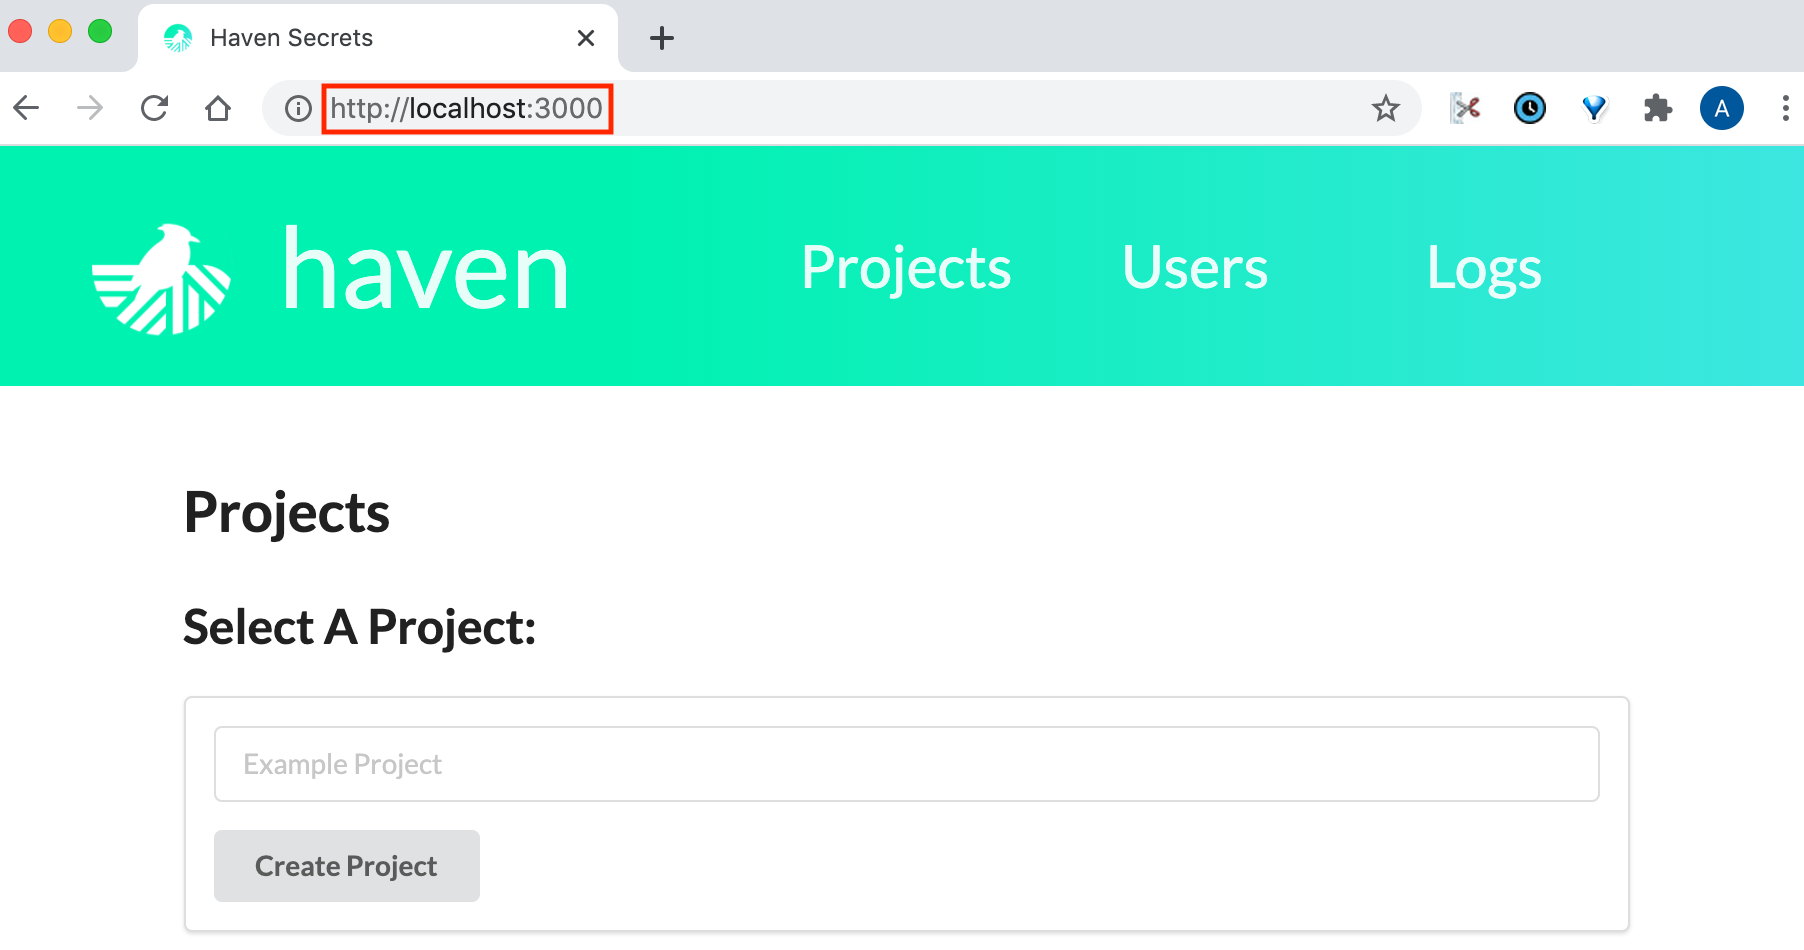 Haven Secrets
http://localhost:3000
A
haven Projects Users Logs
Projects
Select A Project:
Example Project
Create Project